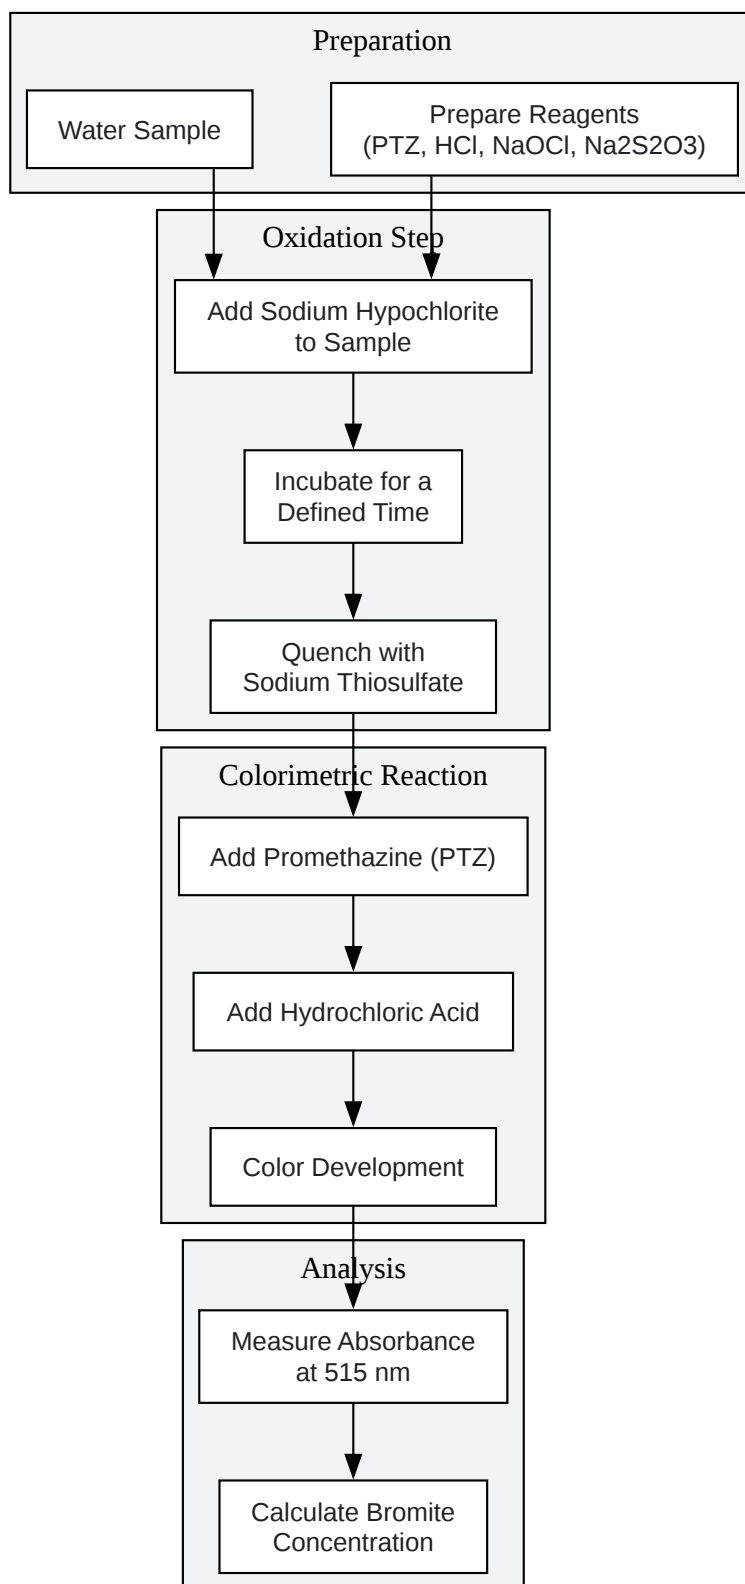 Preparation
Water Sample
Prepare Reagents
(PTZ, HCl, NaOCl, Na2S2O3)
Oxidation Step
Add Sodium Hypochlorite
to Sample
Incubate for a
Defined Time
Quench with
Sodium Thiosulfate
Colorimetric Reaction
Add Promethazine (PTZ)
Add Hydrochloric Acid
Color Development
Analysis
Measure Absorbance
at 515 nm
Calculate Bromite
Concentration